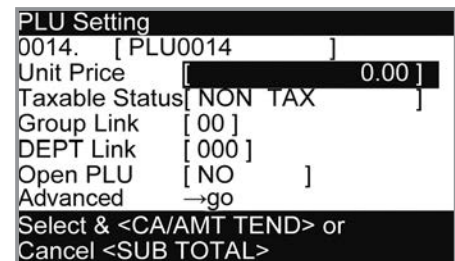 PLU Setting
0014. [ PLU0014 ]
Unit Price [ 0.00 ]
Taxable Status[ NON TAX ]
Group Link [ 00 ]
DEPT Link [ 000 ]
Open PLU [ NO ]
Advanced →go
Select & <CA/AMT TEND> or
Cancel <SUB TOTAL>